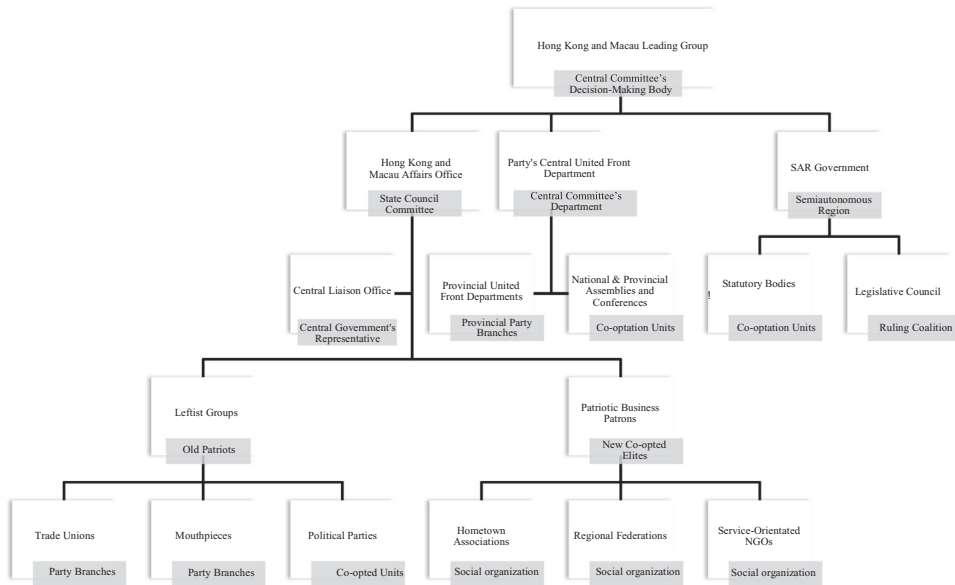 Hong Kong and Macau Leading Group
Central Committee's
Decision-Making Body
Hong Kong and
Macau Affairs Office
State Council
Committee
Party's Central United Front
Department
Central Committee's
Department
SAR Government
Semiautonomous
Region
Central Liaison Office
Central Government's
Representative
Provincial United
Front Departments
Provincial Party
Branches
National & Provincial
Assemblies and
Conferences
Co-optation Units
Statutory Bodies
Co-optation Units
Legislative Council
Ruling Coalition
Leftist Groups
Old Patriots
Patriotic Business
Patrons
New Co-opted
Elites
Trade Unions
Party Branches
Mouthpieces
Party Branches
Political Parties
Co-opted Units
Hometown
Associations
Social organization
Regional Federations
Social organization
Service-Orientated
NGOs
Social organization